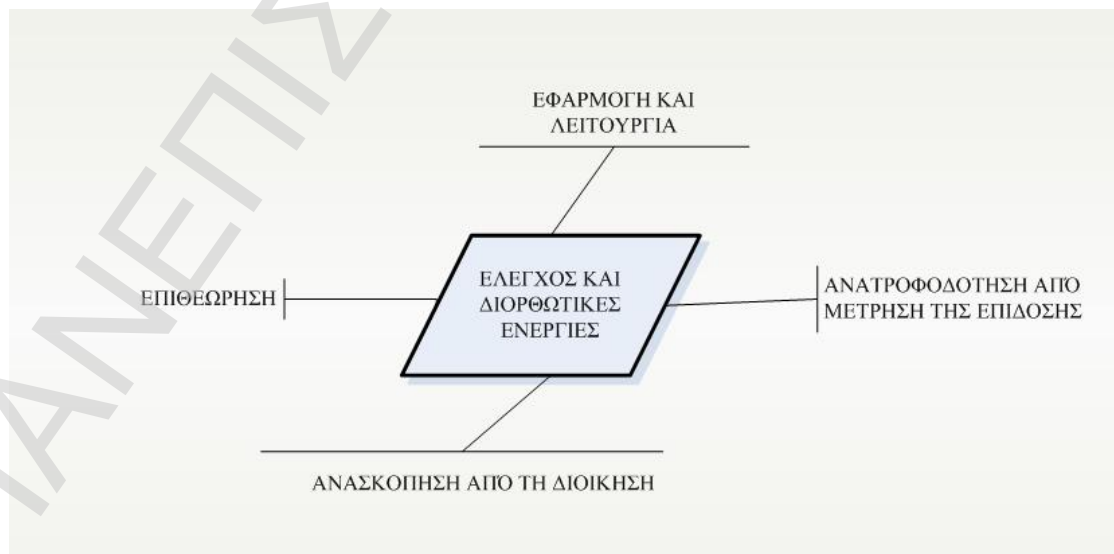 ΕΦΑΡΜΟΓΗ ΚΑΙ
ΛΕΙΤΟΥΡΓΙΑ
ΕΠΙΘΕΩΡΗΣΗ
ΕΛΕΓΧΟΣ ΚΑΙ
ΔΙΟΡΘΩΤΙΚΕΣ
ΕΝΕΡΓΙΕΣ
ΑΝΑΤΡΟΦΟΔΟΤΗΣΗ ΑΠΌ
ΜΕΤΡΗΣΗ ΤΗΣ ΕΠΙΔΟΣΗΣ
ΑΝΑΣΚΟΠΗΣΗ ΑΠΌ ΤΗ ΔΙΟΙΚΗΣΗ